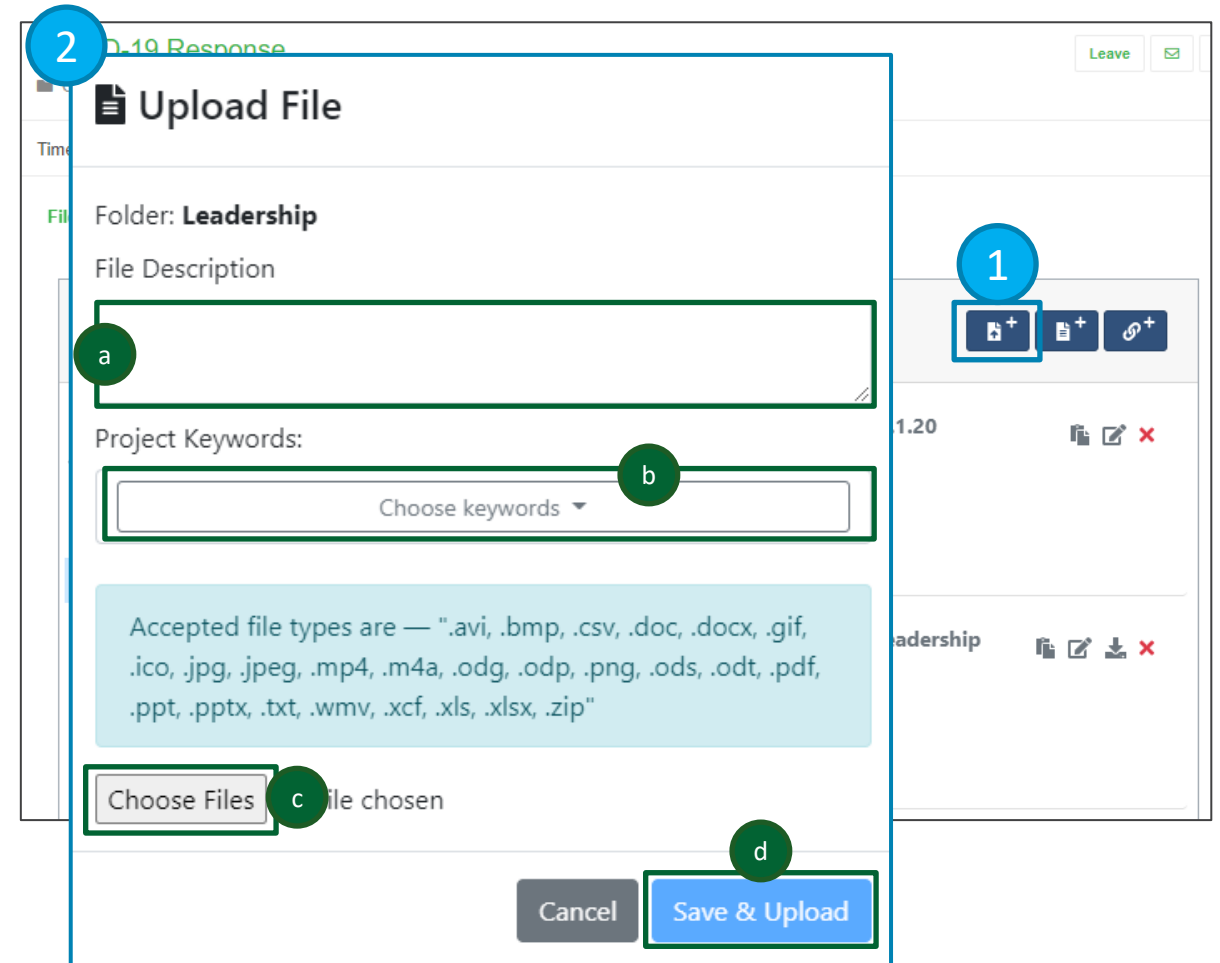 2
D-19 Response
Leave
Upload File
Time
Fil
Folder: Leadership
File Description
1
a
Project Keywords:
1.20
b
Choose keywords
Accepted file types are — ".avi, .bmp, .csv, .doc, .docx, .gif,
.ico, .jpg, .jpeg, .mp4, .m4a, .odg, .odp, .png, .ods, .odt, .pdf,
.ppt, .pptx, .txt, .wmv, .xcf, .xls, .xlsx, .zip"
adership
Choose Files
c
ile chosen
d
Cancel
Save & Upload